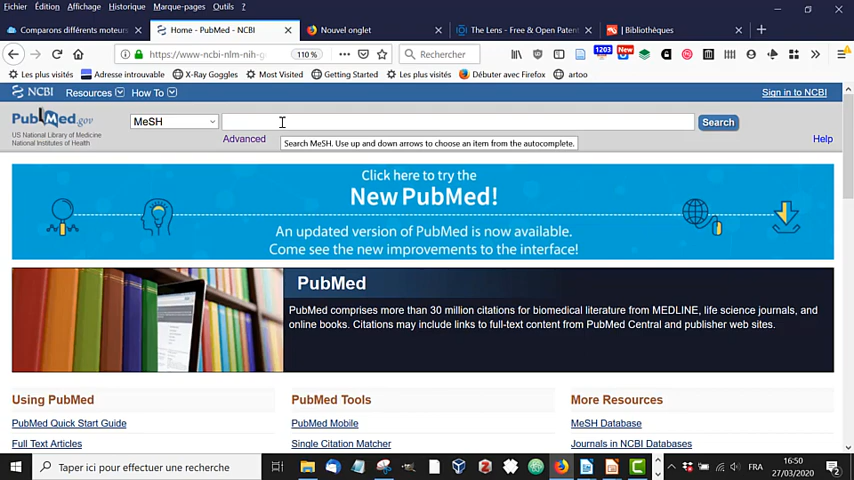 Fichier Édition Affichage Historique Marque-pages Outils ?
Comparons différents moteurs
Home - PubMed - NCBI
Nouvel onglet
The Lens - Free & Open Patent
| Bibliothèques
https://www-ncbi-nlm-nih-g
110 %
Rechercher
1203
New
Les plus visités Adresse introuvable X-Ray Goggles Most Visited Getting Started Les plus visités Débuter avec Firefox artoo
NCBI Resources How To Sign in to NCBI
PubMed.gov
US National Library of Medicine
National Institutes of Health
MeSH
Search
Advanced
Help
Search MeSH. Use up and down arrows to choose an item from the autocomplete.
Click here to try the
New PubMed!
An updated version of PubMed is now available.
Come see the new improvements to the interface!
PubMed
PubMed comprises more than 30 million citations for biomedical literature from MEDLINE, life science journals, and
online books. Citations may include links to full-text content from PubMed Central and publisher web sites.
Using PubMed
PubMed Quick Start Guide
Full Text Articles
PubMed Tools
PubMed Mobile
Single Citation Matcher
More Resources
MeSH Database
Journals in NCBI Databases
Taper ici pour effectuer une recherche
FRA
16:50
27/03/2020
2